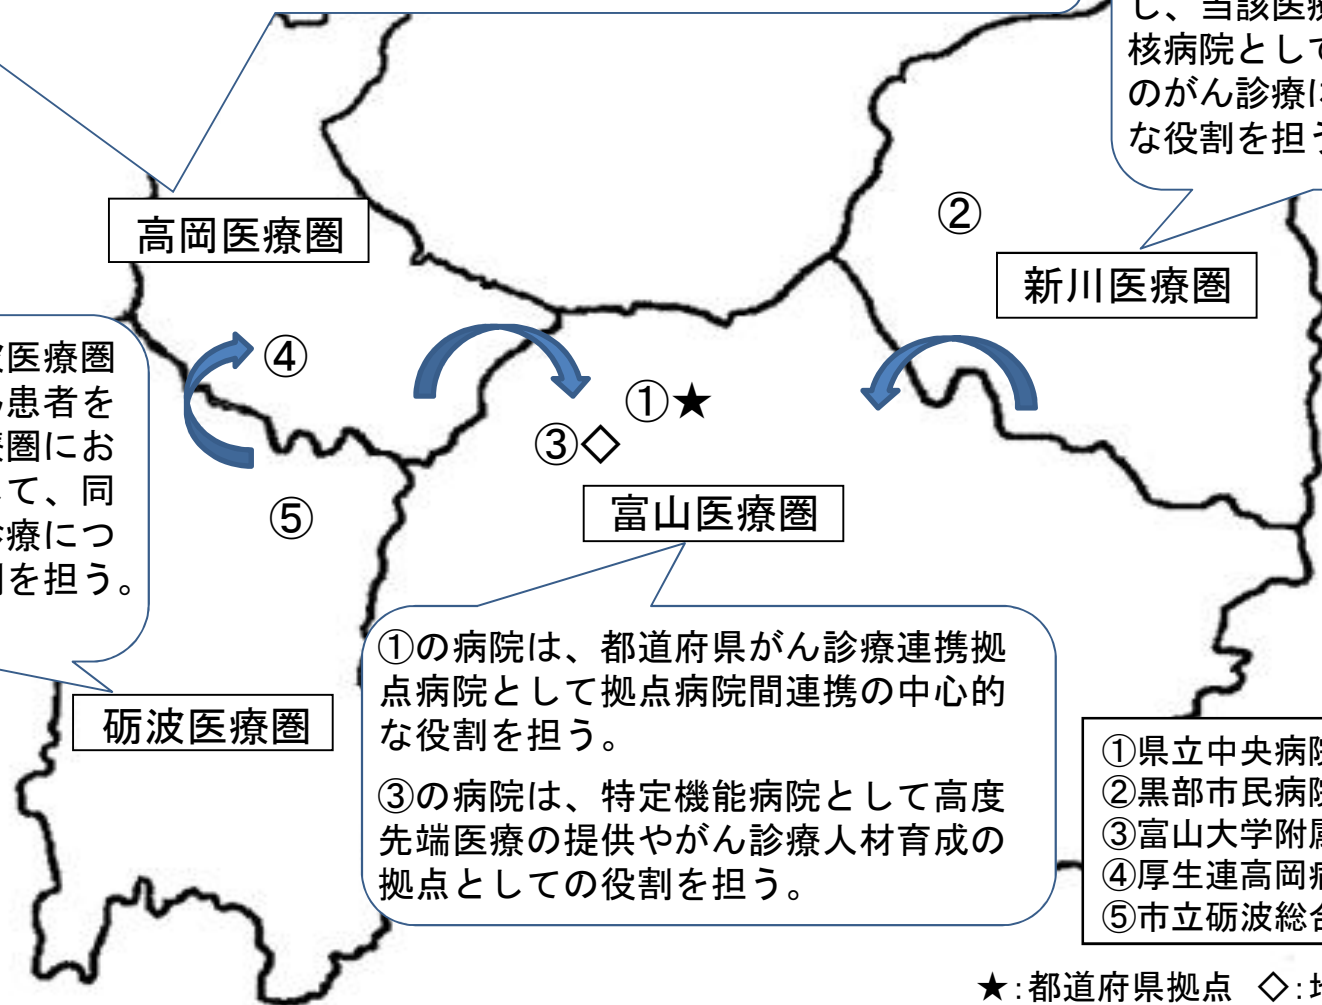 し、当該医療
核病院として
のがん診療に
な役割を担う
高岡医療圏
②
新川医療圏
医療圏
患者を
圏にお
て、同
療につ
を担う。
④
①★
③◇
⑤
富山医療圏
①の病院は、都道府県がん診療連携拠
点病院として拠点病院間連携の中心的
な役割を担う。
③の病院は、特定機能病院として高度
先端医療の提供やがん診療人材育成の
拠点としての役割を担う。
砺波医療圏
①県立中央病院
②黒部市民病院
③富山大学附属
④厚生連高岡病
⑤市立砺波総合
★:都道府県拠点 ◇:地